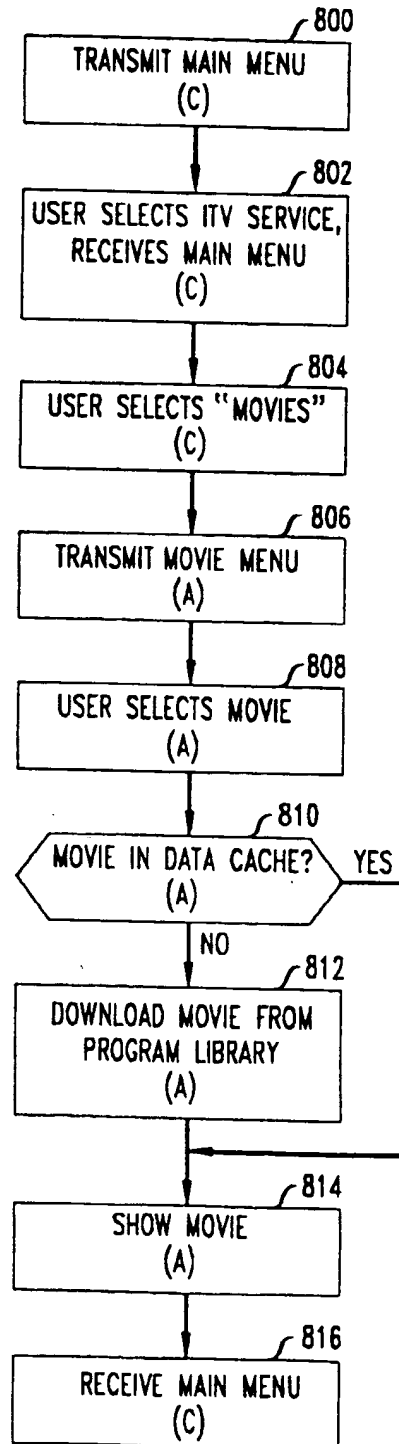 800
TRANSMIT MAIN MENU
(C)
802
USER SELECTS ITV SERVICE,
RECEIVES MAIN MENU
(C)
804
USER SELECTS "MOVIES"
(C)
806
TRANSMIT MOVIE MENU
(A)
808
USER SELECTS MOVIE
(A)
810
MOVIE IN DATA CACHE?
(A)
YES
NO
812
DOWNLOAD MOVIE FROM
PROGRAM LIBRARY
(A)
814
SHOW MOVIE
(A)
816
RECEIVE MAIN MENU
(C)